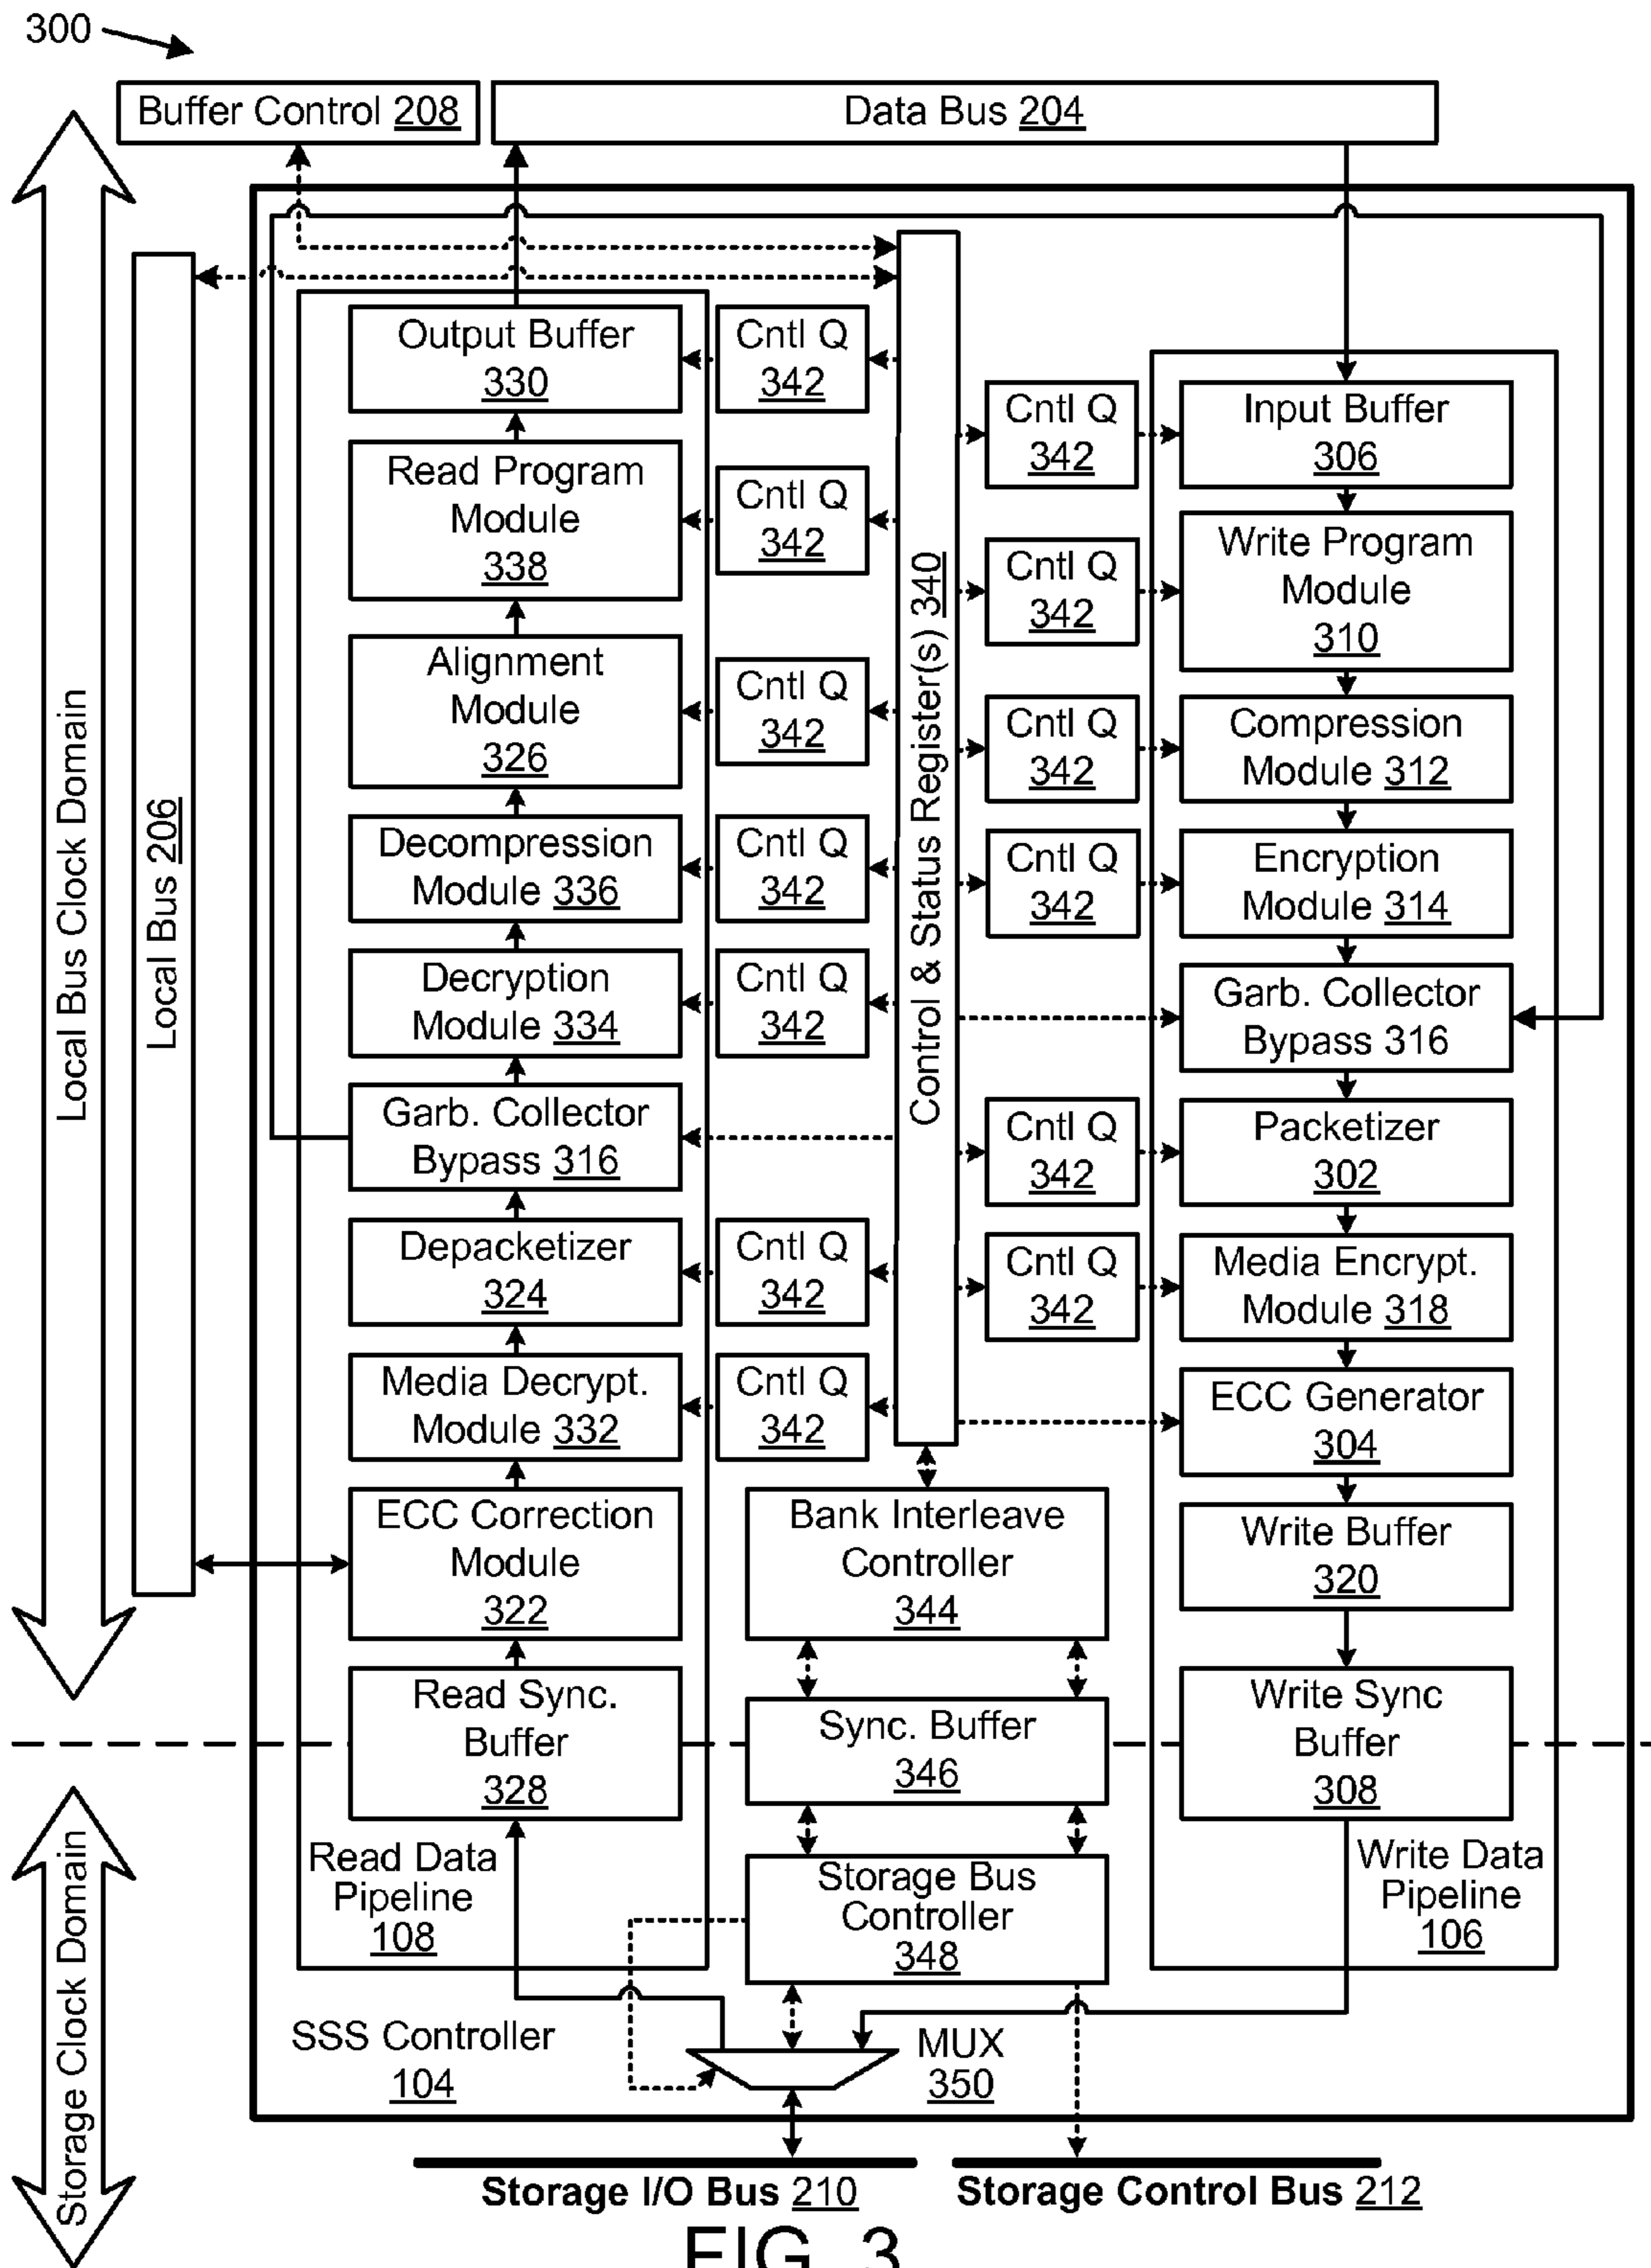 300
Buffer Control 208
Data Bus 204
Local Bus Clock Domain
Local Bus 206
Output Buffer
330
Read Program
Module
338
Alignment
Module
326
Decompression
Module 336
Decryption
Module 334
Garb. Collector
Bypass 316
Depacketizer
324
Media Decrypt.
Module 332
ECC Correction
Module
322
Read Sync.
Buffer
328
Read Data
Pipeline
108
Cntl Q
342
Cntl Q
342
Cntl Q
342
Cntl Q
342
Cntl Q
342
Cntl Q
342
Cntl Q
342
Control & Status Register(s) 340
Cntl Q
342
Cntl Q
342
Cntl Q
342
Cntl Q
342
Cntl Q
342
Cntl Q
342
Input Buffer
306
Write Program
Module
310
Compression
Module 312
Encryption
Module 314
Garb. Collector
Bypass 316
Packetizer
302
Media Encrypt.
Module 318
ECC Generator
304
Write Buffer
320
Write Sync
Buffer
308
Write Data
Pipeline
106
Bank Interleave
Controller
344
Sync. Buffer
346
Storage Bus
Controller
348
Storage Clock Domain
SSS Controller
104
MUX
350
Storage I/O Bus 210
Storage Control Bus 212
FIG. 3